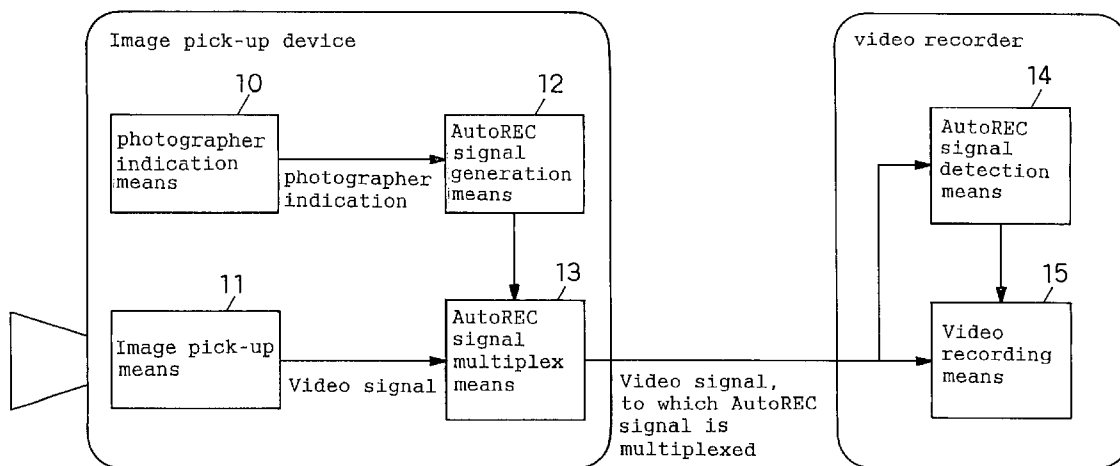 Image pick-up device
video recorder
10
photographer
indication
means
photographer
indication
12
AutoREC
signal
generation
means
14
AutoREC
signal
detection
means
11
Image pick-up
means
Video signal
13
AutoREC
signal
multiplex
means
Video signal,
to which AutoREC
signal is
multiplexed
15
Video
recording
means